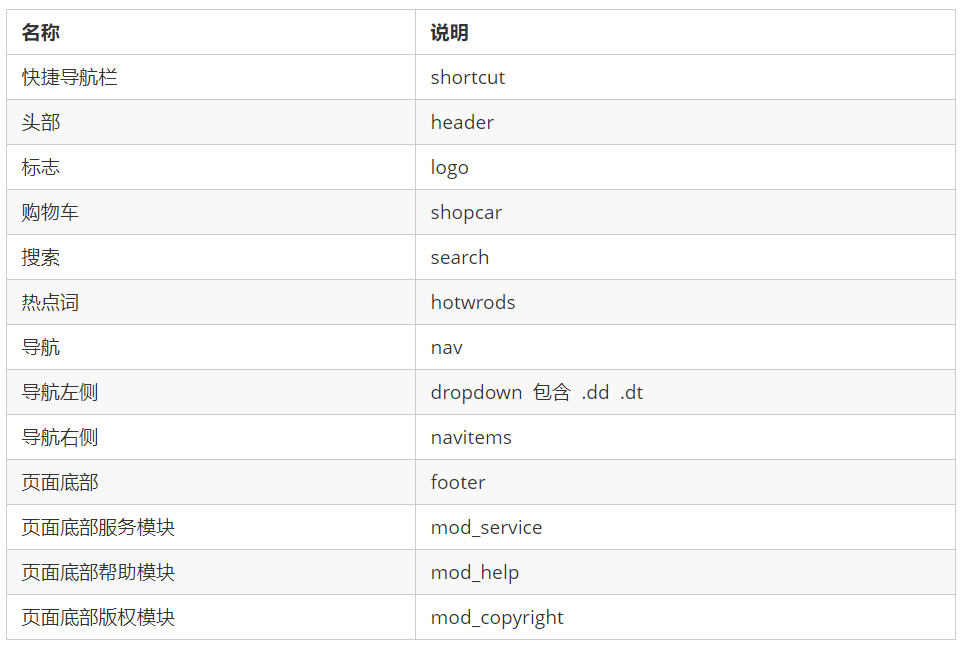 名称 说明
快捷导航栏 shortcut
头部 header
标志 logo
购物车 shopcar
搜索 search
热点词 hotwrods
导航 nav
导航左侧 dropdown 包含 .dd .dt
导航右侧 navitems
页面底部 footer
页面底部服务模块 mod_service
页面底部帮助模块 mod_help
页面底部版权模块 mod_copyright